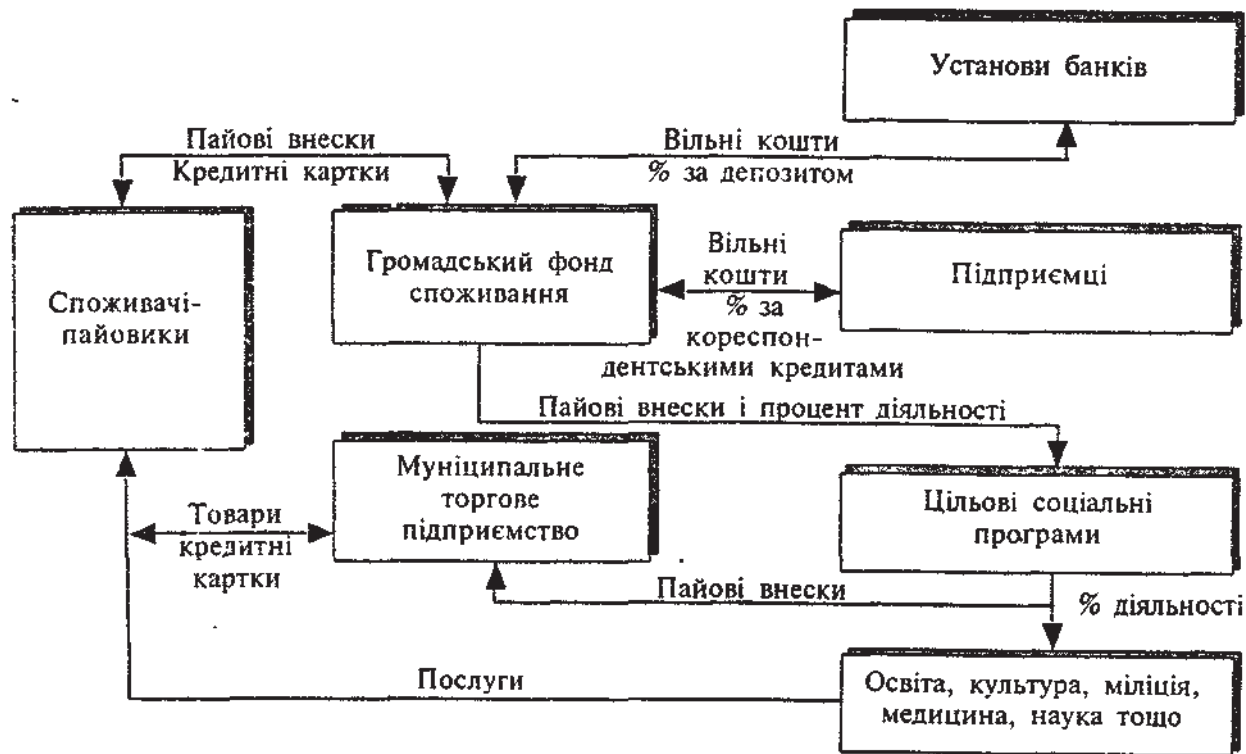 Установи банків
Пайові внески
Кредитні картки
Вільні кошти
% за депозитом
Споживачі-
пайовики
Громадський фонд
споживання
Вільні
кошти
% за
кореспон-
дентськими кредитами
Підприємці
Пайові внески і процент діяльності
Муніципальне
торгове
підприємство
Товари
кредитні
картки
Цільові соціальні
програми
Пайові внески
% діяльності
Послуги
Освіта, культура, міліція,
медицина, наука тощо